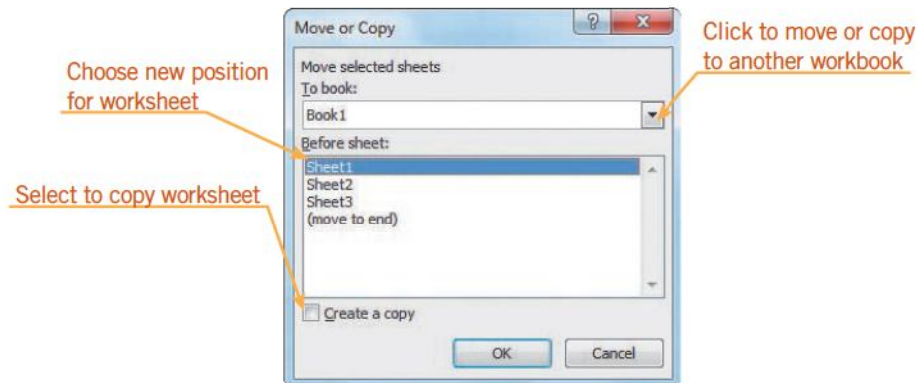 Move or Copy
Click to move or copy
to another workbook
Choose new position
for worksheet
Move selected sheets
To book:
Book1
Before sheet:
Sheet1
Sheet2
Sheet3
(move to end)
Select to copy worksheet
Create a copy
OK
Cancel